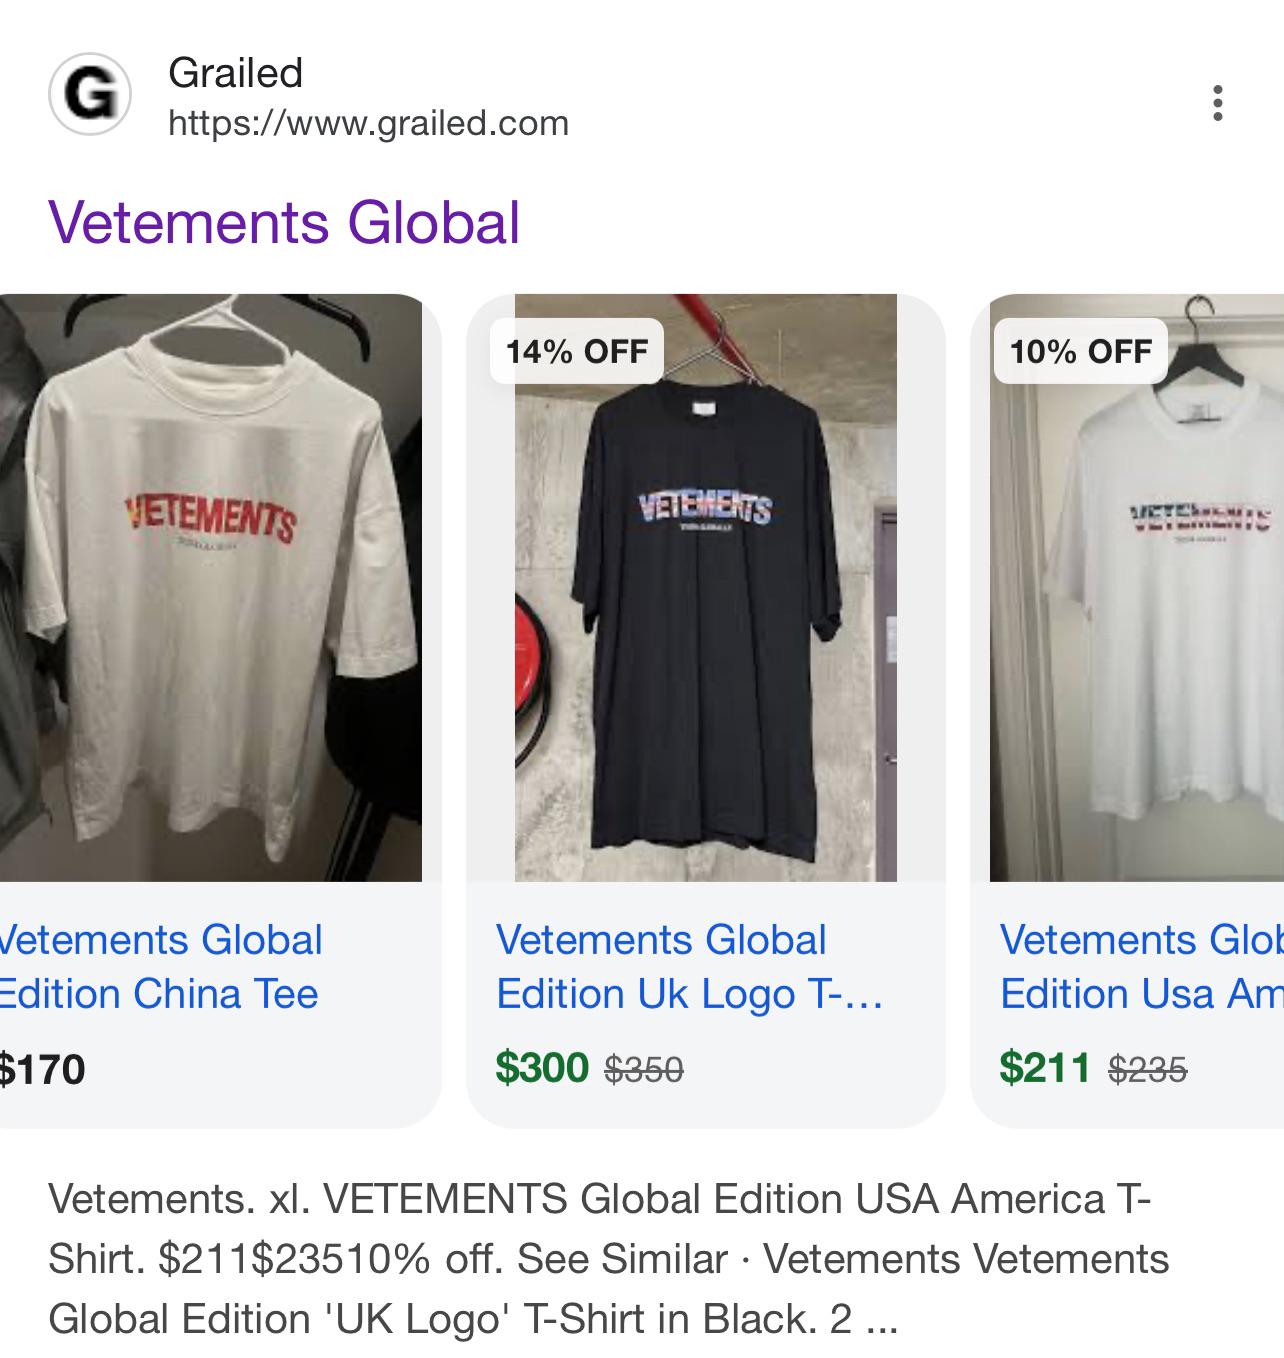 G
Grailed
https://www.grailed.com
Vetements Global
VETEMENTS
14% OFF
VETEMENTS
10% OFF
VETEMENTS
Vetements Global
Edition China Tee
$170
Vetements Global
Edition Uk Logo T-...
$300 $350
Vetements Glob
Edition Usa Am
$211 $235
Vetements. xl. VETEMENTS Global Edition USA America T-
Shirt. $211$23510% off. See Similar · Vetements Vetements
Global Edition 'UK Logo' T-Shirt in Black. 2 ...